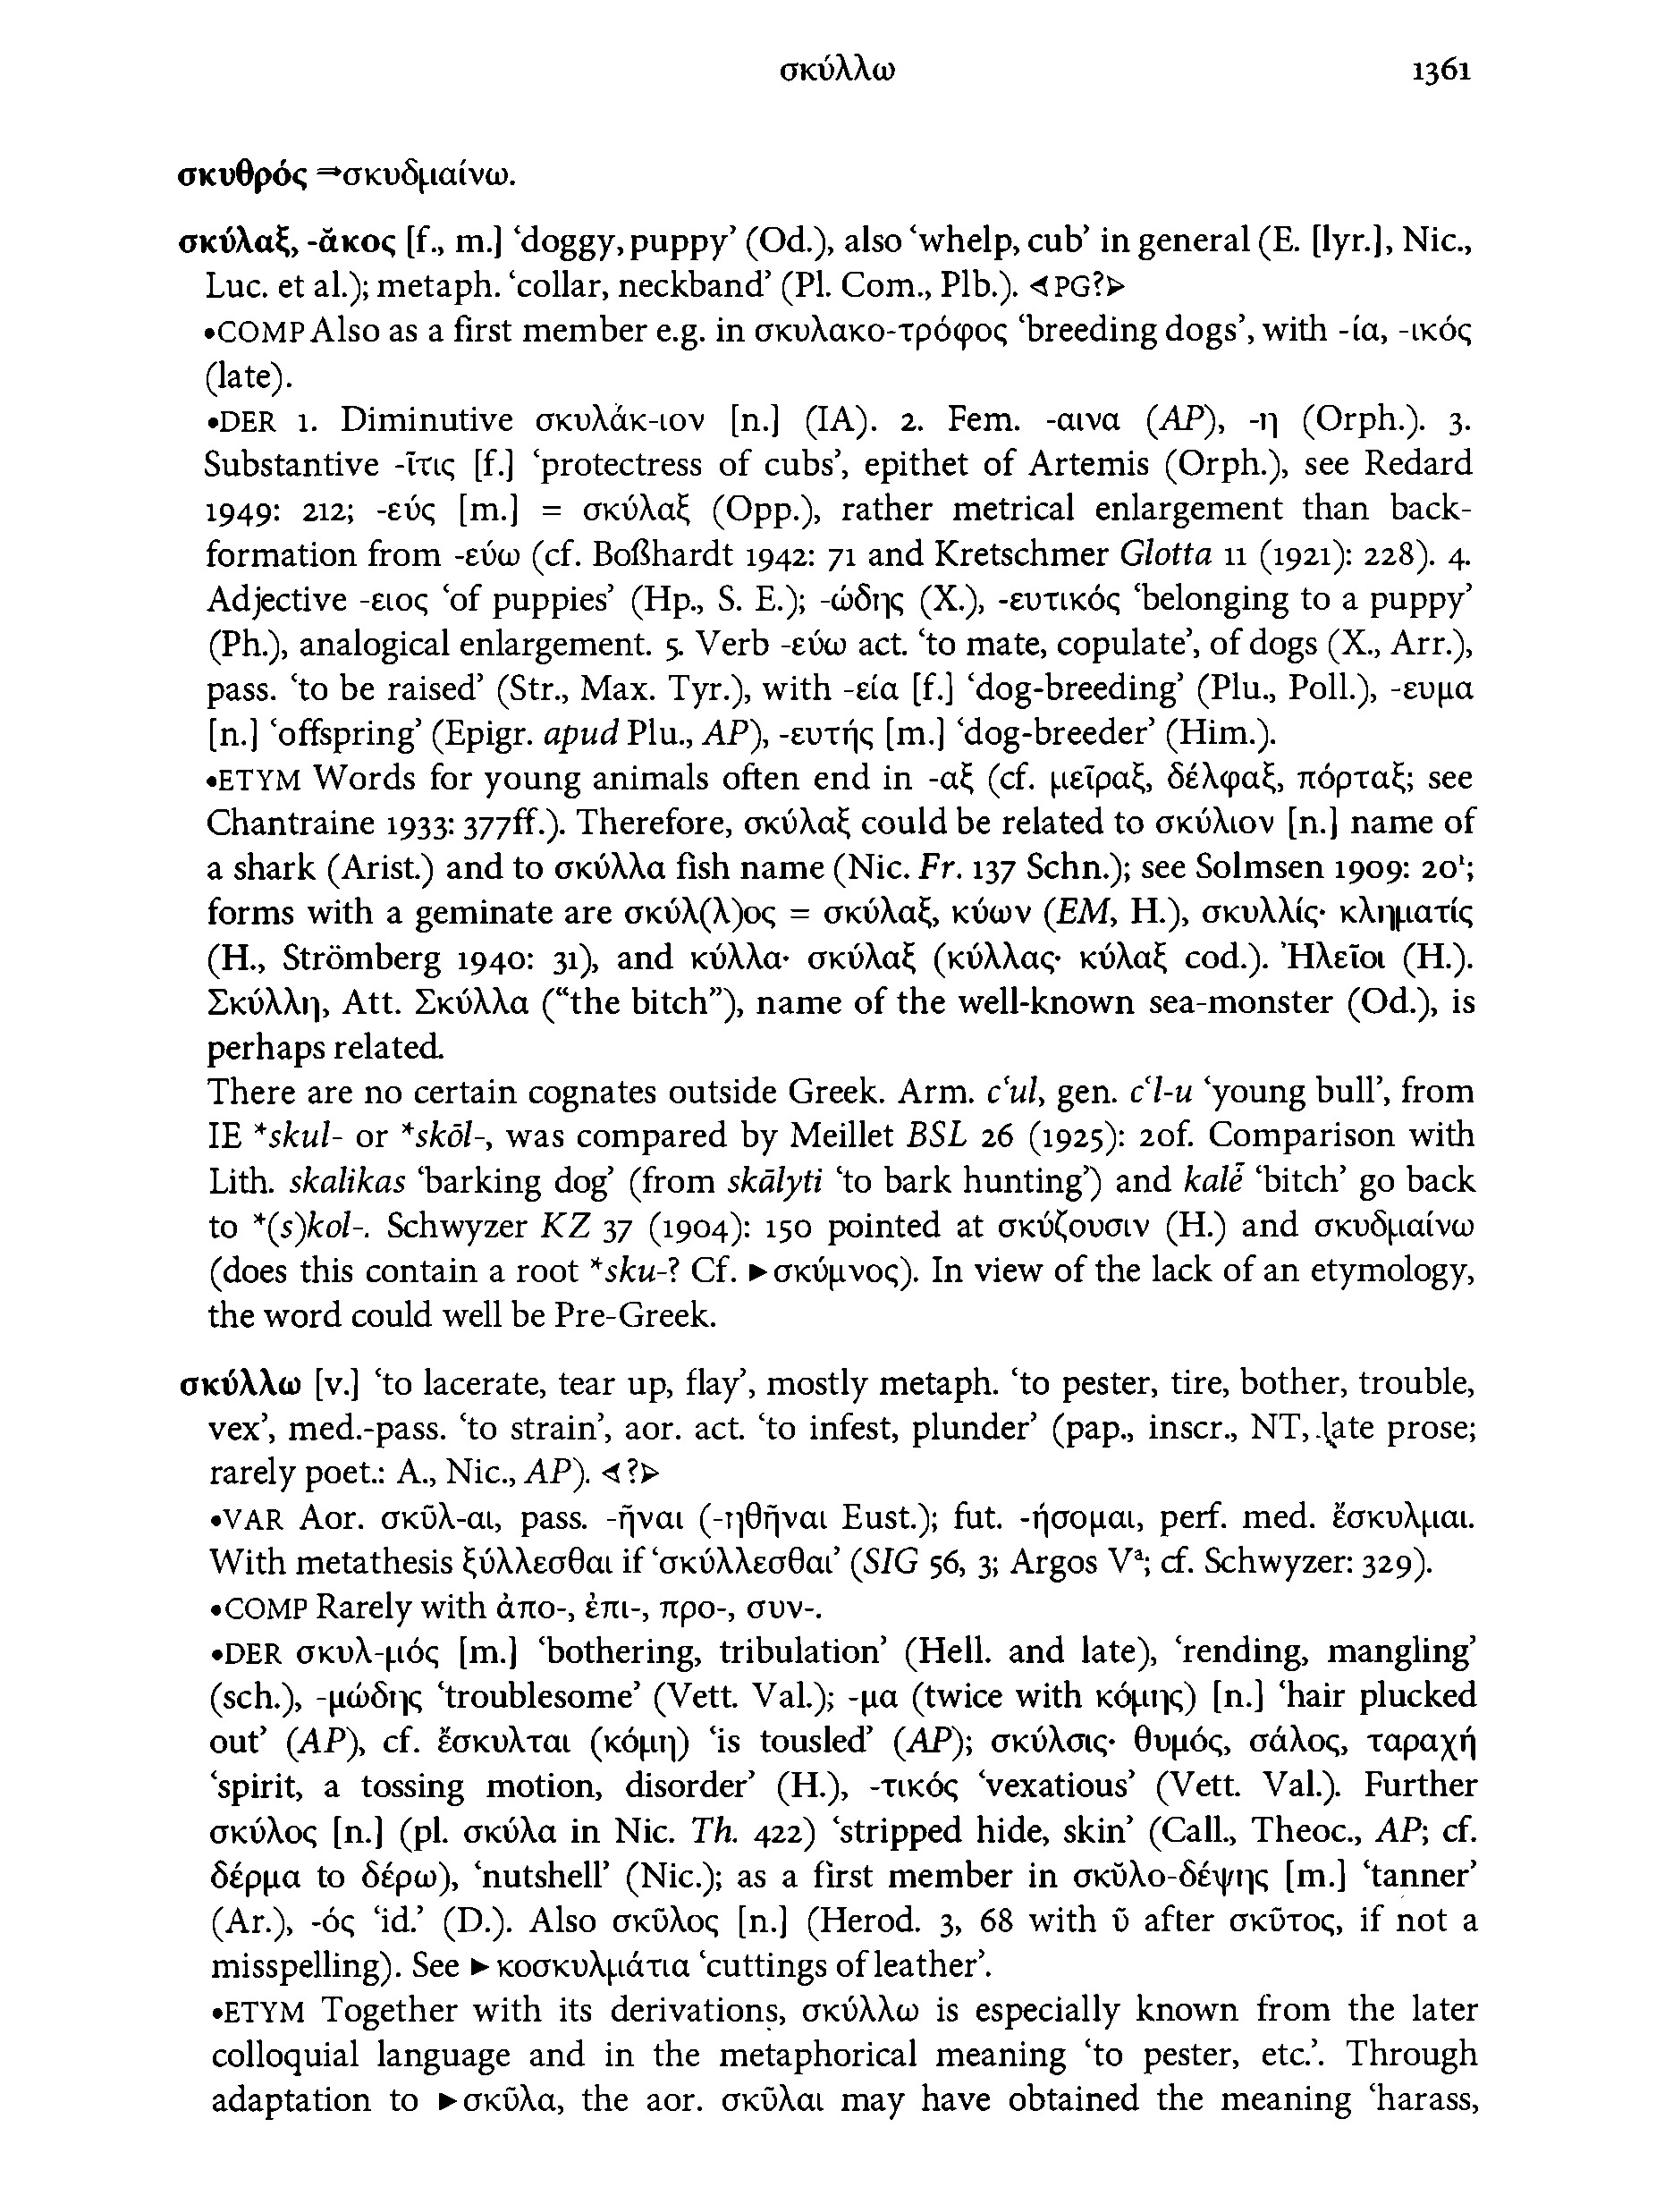 σκύλλω 1361
σκυθρός ⇒σκυδμαίνω.
σκύλαξ, -ᾰκος [f., m.] ‘doggy, puppy’ (Od.), also ‘whelp, cub’ in general (E. [lyr.], Nic.,
Luc. et al.); metaph. ‘collar, neckband’ (Pl. Com., Plb.). ⊲PG?⊳
•COMP Also as a first member e.g. in σκυλακο-τρόφος ‘breeding dogs’, with -ία, -ικός
(late).
•DER 1. Diminutive σκυλάκ-ιον [n.] (IA). 2. Fem. -αινα (AP), -η (Orph.). 3.
Substantive -ῖτις [f.] ‘protectress of cubs’, epithet of Artemis (Orph.), see Redard
1949: 212; -εύς [m.] = σκύλαξ (Opp.), rather metrical enlargement than back-
formation from -εύω (cf. Boßhardt 1942: 71 and Kretschmer Glotta 11 (1921): 228). 4.
Adjective -ειος ‘of puppies’ (Hp., S. E.); -ώδης (X.), -ευτικός ‘belonging to a puppy’
(Ph.), analogical enlargement. 5. Verb -εύω act. ‘to mate, copulate’, of dogs (X., Arr.),
pass. ‘to be raised’ (Str., Max. Tyr.), with -εία [f.] ‘dog-breeding’ (Plu., Poll.), -ευμα
[n.] ‘offspring’ (Epigr. apud Plu., AP), -ευτής [m.] ‘dog-breeder’ (Him.).
•ETYM Words for young animals often end in -αξ (cf. μεῖραξ, δέλφαξ, πόρταξ; see
Chantraine 1933: 377ff.). Therefore, σκύλαξ could be related to σκύλιον [n.] name of
a shark (Arist.) and to σκύλλα fish name (Nic. Fr. 137 Schn.); see Solmsen 1909: 20¹;
forms with a geminate are σκύλ(λ)ος = σκύλαξ, κύων (EM, H.), σκυλλίς· κληματίς
(H., Strömberg 1940: 31), and κύλλα· σκύλαξ (κύλλας· κύλαξ cod.). Ἠλεῖοι (H.).
Σκύλλη, Att. Σκύλλα (“the bitch”), name of the well-known sea-monster (Od.), is
perhaps related.
There are no certain cognates outside Greek. Arm. cʻul, gen. cʻl-u ‘young bull’, from
IE *skul- or *skōl-, was compared by Meillet BSL 26 (1925): 20f. Comparison with
Lith. skalikas ‘barking dog’ (from skãlyti ‘to bark hunting’) and kalė̃ ‘bitch’ go back
to *(s)kol-. Schwyzer KZ 37 (1904): 150 pointed at σκύζουσιν (H.) and σκυδμαίνω
(does this contain a root *sku-? Cf. ►σκύμνος). In view of the lack of an etymology,
the word could well be Pre-Greek.
σκύλλω [v.] ‘to lacerate, tear up, flay’, mostly metaph. ‘to pester, tire, bother, trouble,
vex’, med.-pass. ‘to strain’, aor. act. ‘to infest, plunder’ (pap., inscr., NT, late prose;
rarely poet.: A., Nic., AP). ⊲?⊳
•VAR Aor. σκῦλ-αι, pass. -ῆναι (-ηθῆναι Eust.); fut. -ήσομαι, perf. med. ἔσκυλμαι.
With metathesis ξύλλεσθαι if ‘σκύλλεσθαι’ (SIG 56, 3; Argos Vᵃ; cf. Schwyzer: 329).
•COMP Rarely with ἀπο-, ἐπι-, προ-, συν-.
•DER σκυλ-μός [m.] ‘bothering, tribulation’ (Hell. and late), ‘rending, mangling’
(sch.), -μώδης ‘troublesome’ (Vett. Val.); -μα (twice with κόμης) [n.] ‘hair plucked
out’ (AP), cf. ἔσκυλται (κόμη) ‘is tousled’ (AP); σκύλσις· θυμός, σάλος, ταραχή
‘spirit, a tossing motion, disorder’ (H.), -τικός ‘vexatious’ (Vett. Val.). Further
σκύλος [n.] (pl. σκύλα in Nic. Th. 422) ‘stripped hide, skin’ (Call., Theoc., AP; cf.
δέρμα to δέρω), ‘nutshell’ (Nic.); as a first member in σκῠλο-δέψης [m.] ‘tanner’
(Ar.), -ός ‘id.’ (D.). Also σκῦλος [n.] (Herod. 3, 68 with ῡ after σκῦτος, if not a
misspelling). See ►κοσκυλμάτια ‘cuttings of leather’.
•ETYM Together with its derivations, σκύλλω is especially known from the later
colloquial language and in the metaphorical meaning ‘to pester, etc.’. Through
adaptation to ►σκῦλα, the aor. σκῦλαι may have obtained the meaning ‘harass,